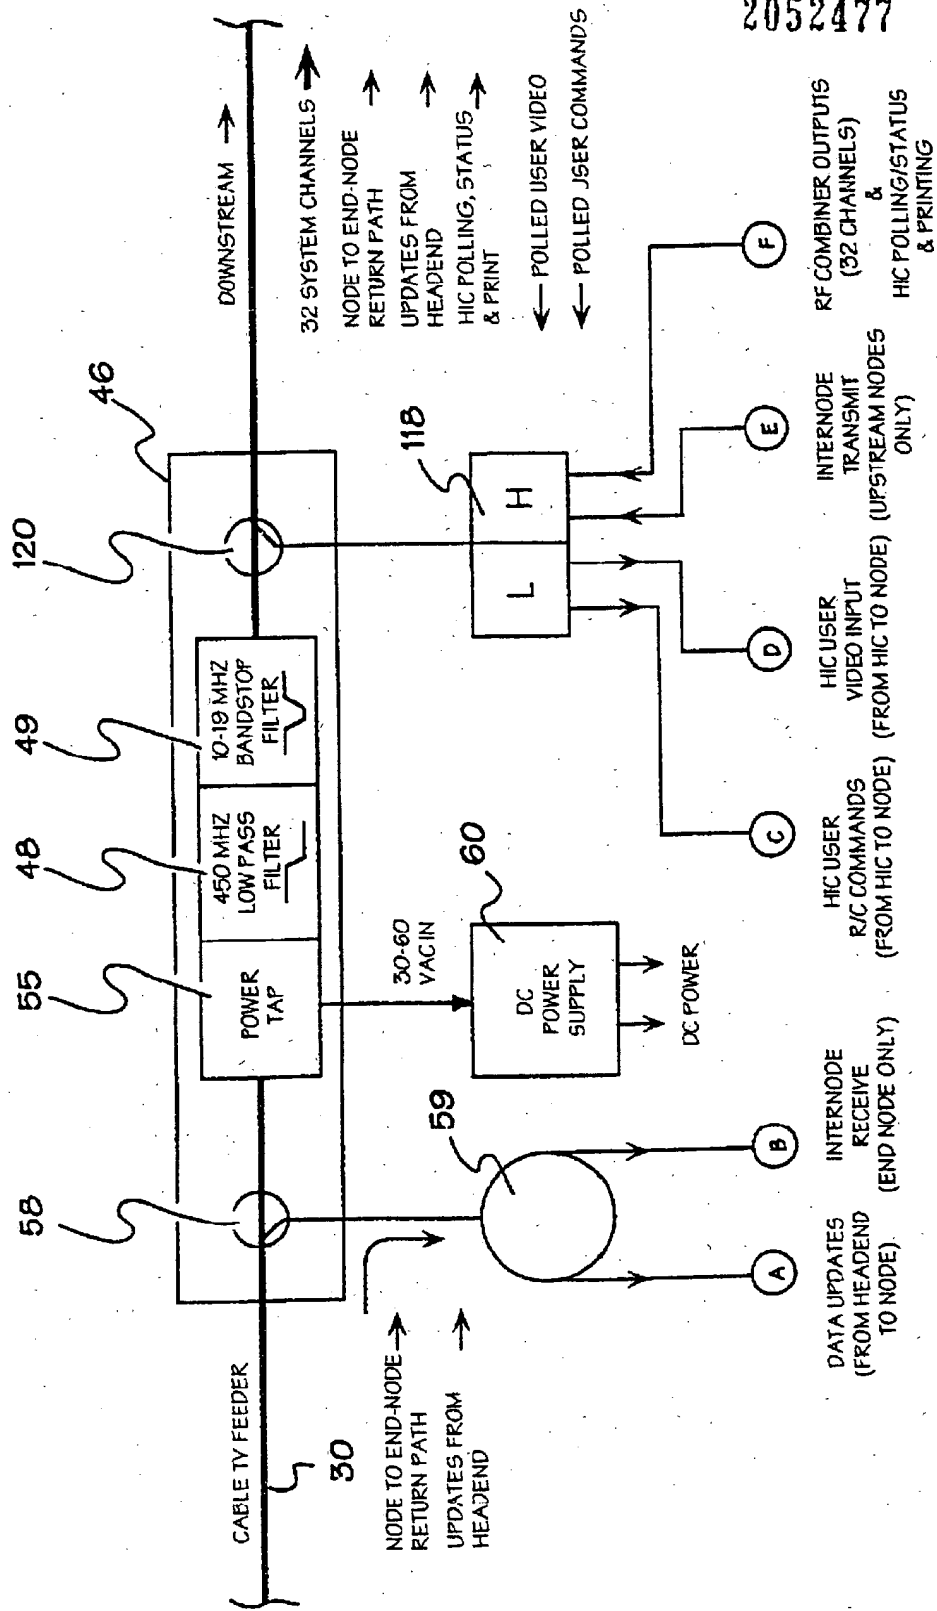 2052477
DOWNSTREAM
32 SYSTEM CHANNELS
NODE TO END-NODE
RETURN PATH
UPDATES FROM
HEADEND
HIC POLLING, STATUS
& PRINT
POLLED USER VIDEO
POLLED JSER COMMANDS
46
120
49
48
55
58
10-19 MHZ
BANDSTOP
FILTER
450 MHZ
LOW PASS
FILTER
POWER
TAP
CABLE TV FEEDER
30
NODE TO END-NODE
RETURN PATH
UPDATES FROM
HEADEND
59
30-60
VAC IN
60
DC
POWER
SUPPLY
DC POWER
118
L
H
A
B
C
D
E
F
DATA UPDATES
(FROM HEADEND
TO NODE)
INTERNODE
RECEIVE
(END NODE ONLY)
HIC USER
R/C COMMANDS
(FROM HIC TO NODE)
HIC USER
VIDEO INPUT
(FROM HIC TO NODE)
INTERNODE
TRANSMIT
(UPSTREAM NODES
ONLY)
RF COMBINER OUTPUTS
(32 CHANNELS)
&
HIC POLLING/STATUS
& PRINTING